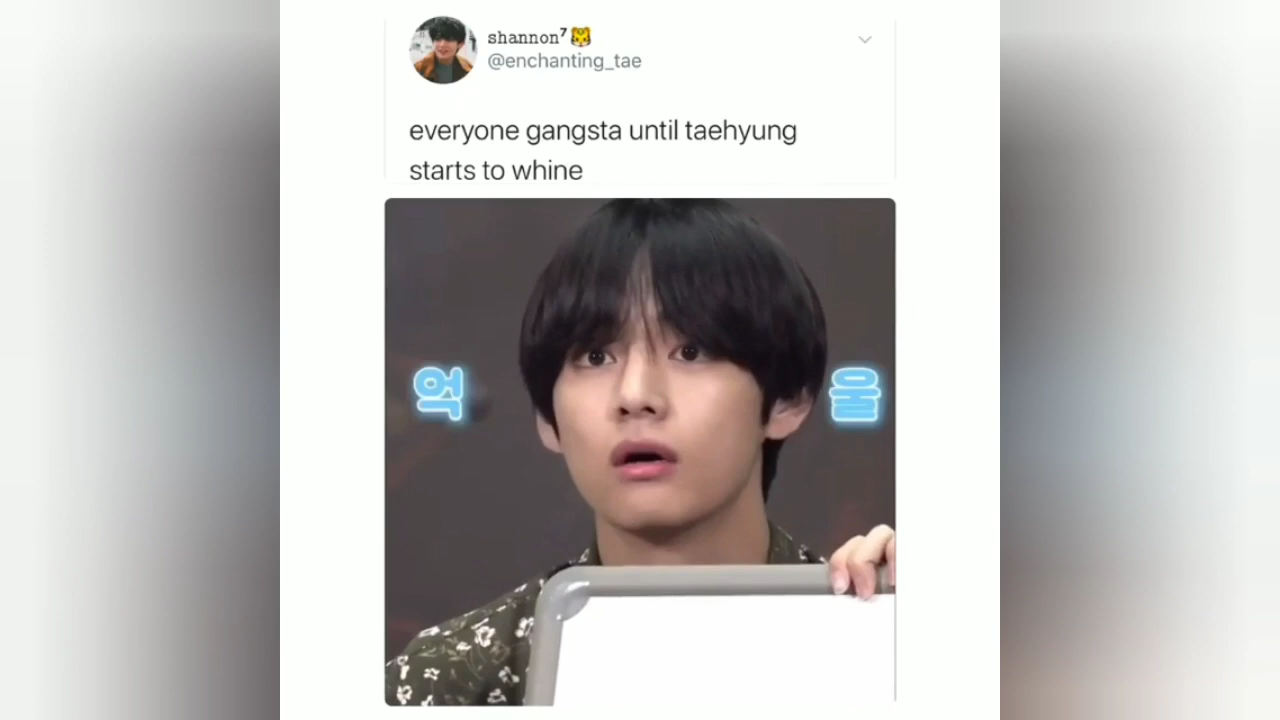 shannon⁷🐯
@enchanting_tae
everyone gangsta until taehyung
starts to whine
억 울